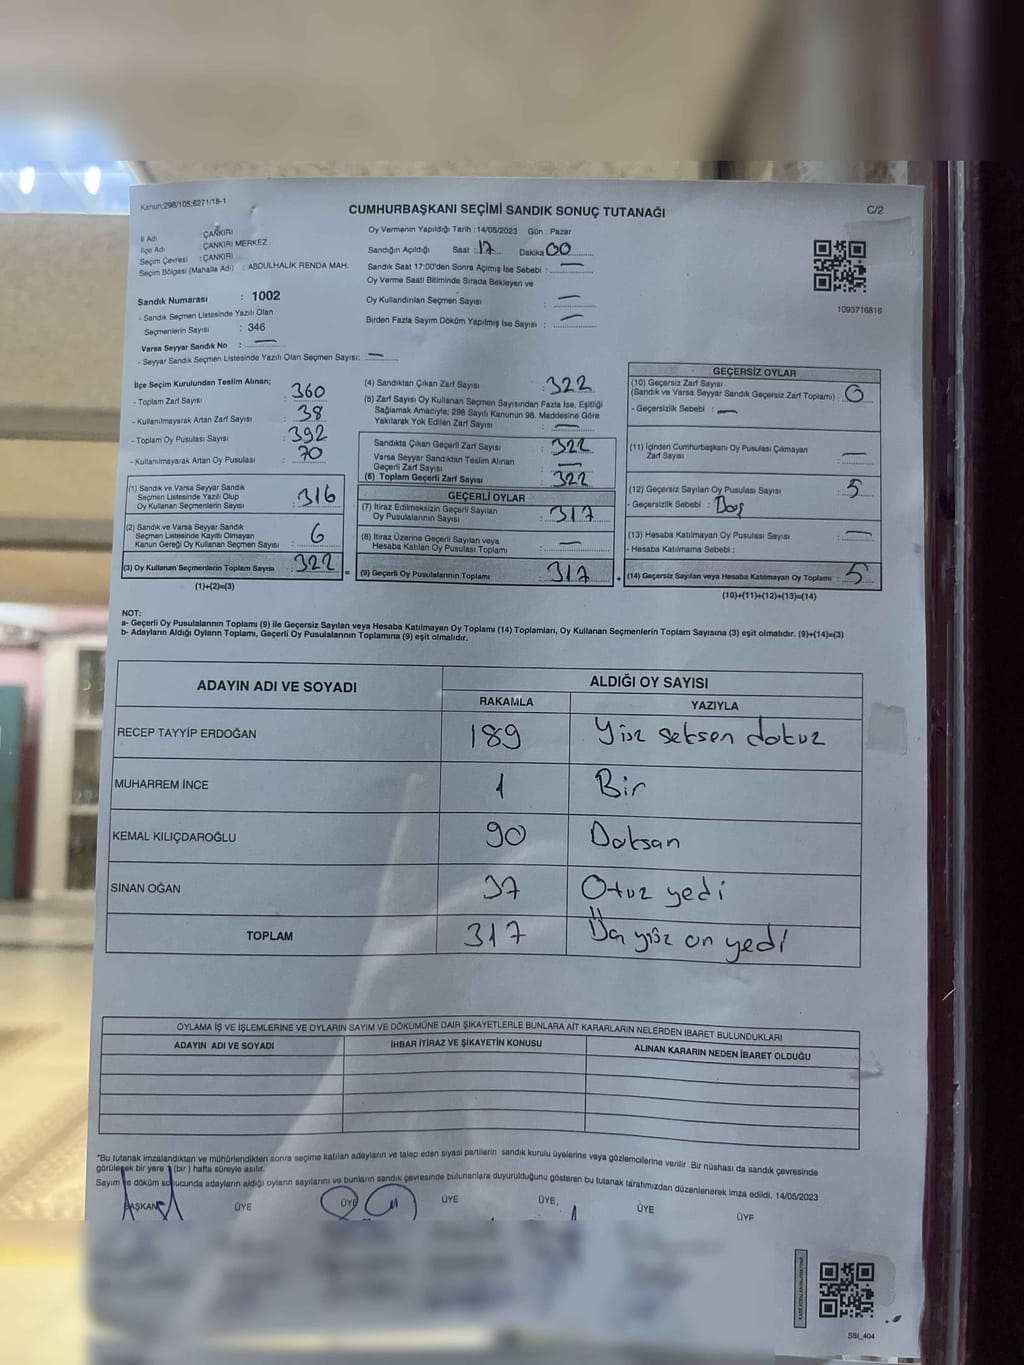 Kanun:298/105;6271/18-1
CUMHURBAŞKANI SEÇİMİ SANDIK SONUÇ TUTANAĞI
C/2
İl Adı : ÇANKIRI
İlçe Adı : ÇANKIRI MERKEZ
Seçim Çevresi : ÇANKIRI
Seçim Bölgesi (Mahalle Adı) : ABDULHALİK RENDA MAH.
Sandık Numarası : 1002
- Sandık Seçmen Listesinde Yazılı Olan
Seçmenlerin Sayısı : 346
Varsa Seyyar Sandık No : —
- Seyyar Sandık Seçmen Listesinde Yazılı Olan Seçmen Sayısı: —
Oy Vermenin Yapıldığı Tarih : 14/05/2023 Gün : Pazar
Sandığın Açıldığı Saat : 17 Dakika 00
Sandık Saat 17:00'den Sonra Açımış İse Sebebi : —
Oy Verme Saati Bitiminde Sırada Bekleyen ve
Oy Kullandırılan Seçmen Sayısı : —
Birden Fazla Sayım Döküm Yapılmış İse Sayısı : —
1093716816
İlçe Seçim Kurulundan Teslim Alınan;
- Toplam Zarf Sayısı : 360
- Kullanılmayarak Artan Zarf Sayısı : 38
- Toplam Oy Pusulası Sayısı : 392
- Kullanılmayarak Artan Oy Pusulası : 70
(1) Sandık ve Varsa Seyyar Sandık
Seçmen Listesinde Yazılı Olup
Oy Kullanan Seçmenlerin Sayısı : 316
(2) Sandık ve Varsa Seyyar Sandık
Seçmen Listesinde Kayıtlı Olmayan
Kanun Gereği Oy Kullanan Seçmen Sayısı : 6
(3) Oy Kullanan Seçmenlerin Toplam Sayısı : 322
(1)+(2)=(3)
(4) Sandıktan Çıkan Zarf Sayısı : 322
(5) Zarf Sayısı Oy Kullanan Seçmen Sayısından Fazla İse, Eşitliği
Sağlamak Amacıyla; 298 Sayılı Kanunun 98. Maddesine Göre
Yakılarak Yok Edilen Zarf Sayısı : —
Sandıkta Çıkan Geçerli Zarf Sayısı : 322
Varsa Seyyar Sandıktan Teslim Alınan
Geçerli Zarf Sayısı : —
(6) Toplam Geçerli Zarf Sayısı : 322
GEÇERLİ OYLAR
(7) İtiraz Edilmeksizin Geçerli Sayılan
Oy Pusulalarının Sayısı : 317
(8) İtiraz Üzerine Geçerli Sayılan veya
Hesaba Katılan Oy Pusulası Toplamı : —
= (9) Geçerli Oy Pusulalarının Toplamı : 317
GEÇERSİZ OYLAR
(10) Geçersiz Zarf Sayısı
(Sandık ve Varsa Seyyar Sandık Geçersiz Zarf Toplamı) : 0
- Geçersizlik Sebebi : —
(11) İçinden Cumhurbaşkanı Oy Pusulası Çıkmayan
Zarf Sayısı : —
(12) Geçersiz Sayılan Oy Pusulası Sayısı : 5
- Geçersizlik Sebebi : Boş
(13) Hesaba Katılmayan Oy Pusulası Sayısı : —
- Hesaba Katılmama Sebebi :
+ (14) Geçersiz Sayılan veya Hesaba Katılmayan Oy Toplamı : 5
(10)+(11)+(12)+(13)=(14)
NOT:
a- Geçerli Oy Pusulalarının Toplamı (9) ile Geçersiz Sayılan veya Hesaba Katılmayan Oy Toplamı (14) Toplamları, Oy Kullanan Seçmenlerin Toplam Sayısına (3) eşit olmalıdır. (9)+(14)=(3)
b- Adayların Aldığı Oyların Toplamı, Geçerli Oy Pusulalarının Toplamına (9) eşit olmalıdır.
ADAYIN ADI VE SOYADI ALDIĞI OY SAYISI
RAKAMLA YAZIYLA
RECEP TAYYİP ERDOĞAN 189 Yüz seksen dokuz
MUHARREM İNCE 1 Bir
KEMAL KILIÇDAROĞLU 90 Doksan
SİNAN OĞAN 37 Otuz yedi
TOPLAM 317 Üç yüz on yedi
OYLAMA İŞ VE İŞLEMLERİNE VE OYLARIN SAYIM VE DÖKÜMÜNE DAİR ŞİKAYETLERLE BUNLARA AİT KARARLARIN NELERDEN İBARET BULUNDUKLARI
ADAYIN ADI VE SOYADI İHBAR İTİRAZ VE ŞİKAYETİN KONUSU ALINAN KARARIN NEDEN İBARET OLDUĞU
*Bu tutanak imzalandıktan ve mühürlendikten sonra seçime katılan adayların ve talep eden siyasi partilerin sandık kurulu üyelerine veya gözlemcilerine verilir .Bir nüshası da sandık çevresinde
görülecek bir yere 1 (bir ) hafta süreyle asılır.
Sayım ve döküm sonucunda adayların aldığı oyların sayılarını ve bunların sandık çevresinde bulunanlara duyurulduğunu gösteren bu tutanak tarafımızdan düzenlenerek imza edildi. 14/05/2023
BAŞKAN ÜYE ÜYE ÜYE ÜYE. ÜYE ÜYE
SSI_404